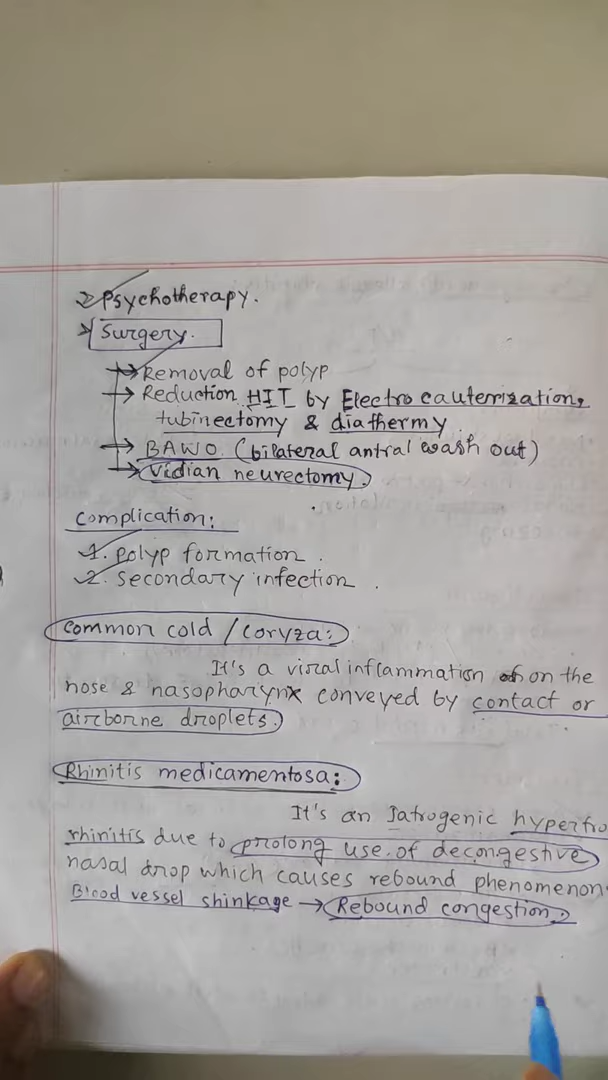 2) Psychotherapy.
Surgery.
→ Removal of polyp
→ Reduction HIT by Electro cauterrization,
tubinectomy & diathermy
→ BAWO (bilateral antral wash out)
→ Vidian neurectomy.
Complication:
1. polyp formation.
2. Secondary infection.
Common cold / Coryza:
It's a viral inflammation on the
nose & nasopharynx conveyed by contact or
airborne droplets.
Rhinitis medicamentosa:
It's an Iatrogenic hypertro
rhinitis due to prolong use of decongestive
nasal drop which causes rebound phenomenon.
Blood vessel shinkage → Rebound congestion.